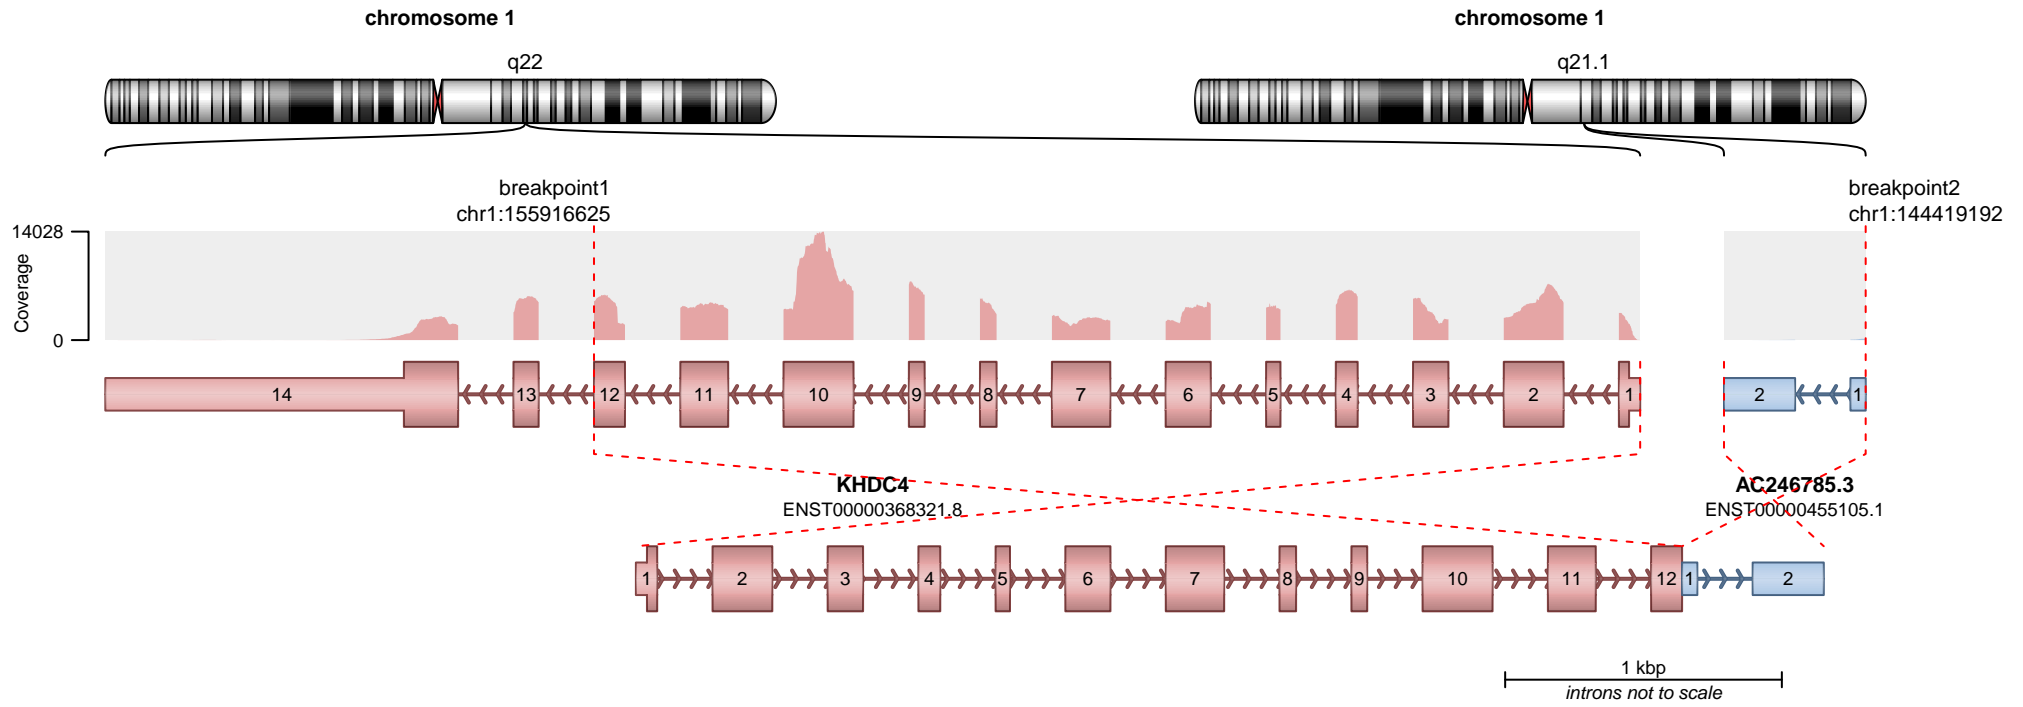 chromosome 1
chromosome 1
q22
q21.1
breakpoint1
chr1:155916625
breakpoint2
chr1:144419192
14028
Coverage
0
14 13 12 11 10 9 8 7 6 5 4 3 2 1
2 1
KHDC4
ENST00000368321.8
AC246785.3
ENST00000455105.1
1 2 3 4 5 6 7 8 9 10 11 12 1 2
1 kbp
introns not to scale